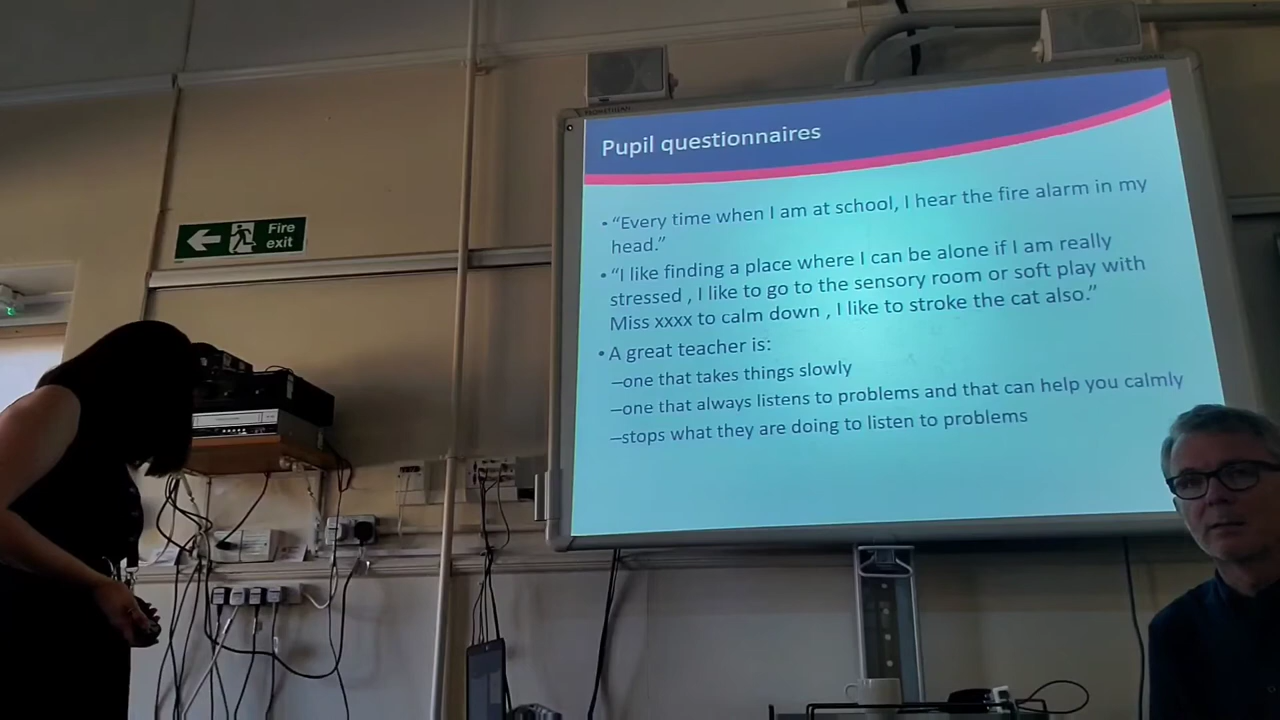 Pupil questionnaires
• "Every time when I am at school, I hear the fire alarm in my
head."
• "I like finding a place where I can be alone if I am really
stressed , I like to go to the sensory room or soft play with
Miss xxxx to calm down , I like to stroke the cat also."
• A great teacher is:
–one that takes things slowly
–one that always listens to problems and that can help you calmly
–stops what they are doing to listen to problems
Fire
exit